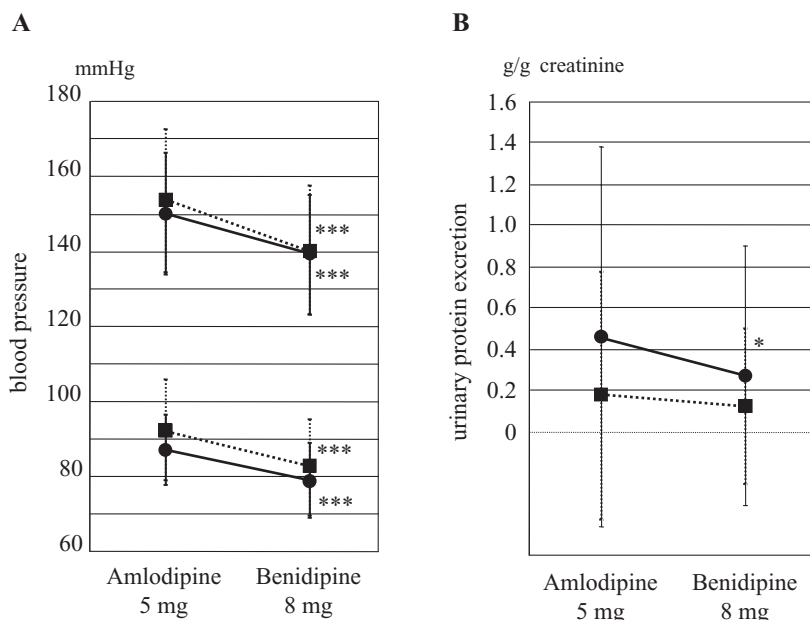 A
mmHg
180
160
140
120
100
80
60
blood pressure
***
***
***
***
Amlodipine
5 mg
Benidipine
8 mg
B
g/g creatinine
1.6
1.4
1.2
1.0
0.8
0.6
0.4
0.2
0
urinary protein excretion
*
Amlodipine
5 mg
Benidipine
8 mg